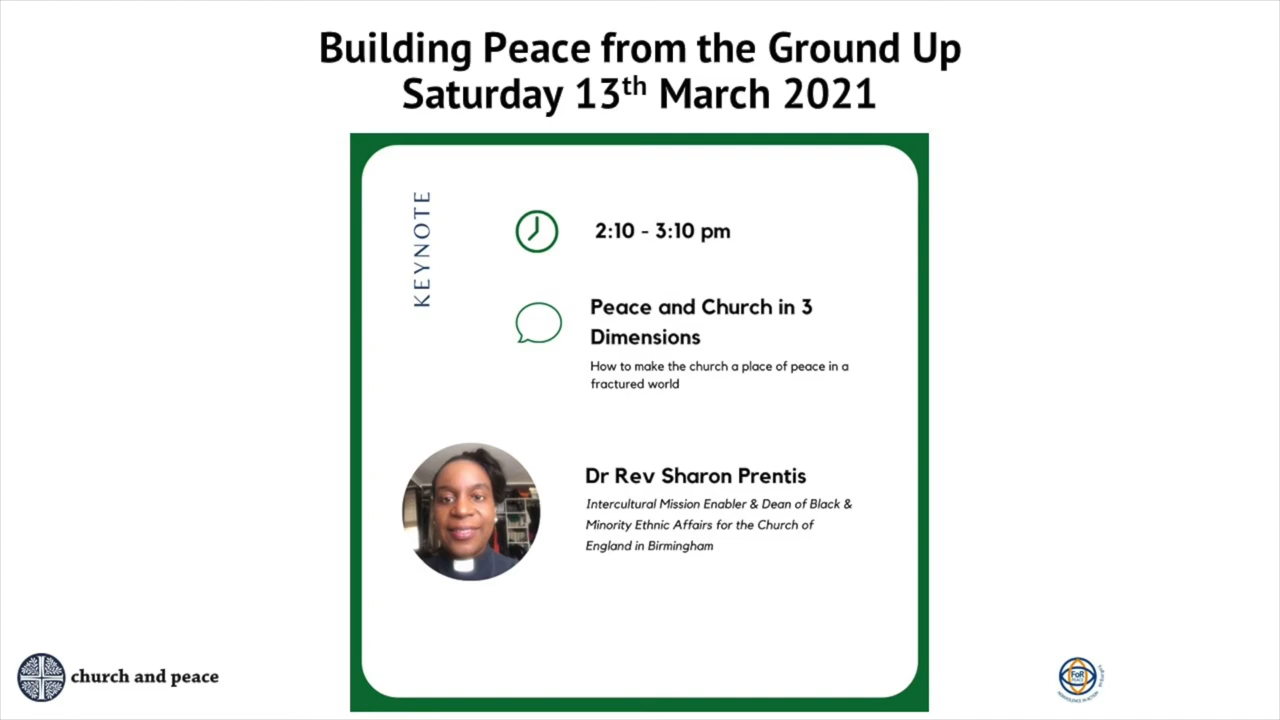 Building Peace from the Ground Up
Saturday 13th March 2021
KEYNOTE
2:10 - 3:10 pm
Peace and Church in 3
Dimensions
How to make the church a place of peace in a
fractured world
Dr Rev Sharon Prentis
Intercultural Mission Enabler & Dean of Black &
Minority Ethnic Affairs for the Church of
England in Birmingham
church and peace
FoR